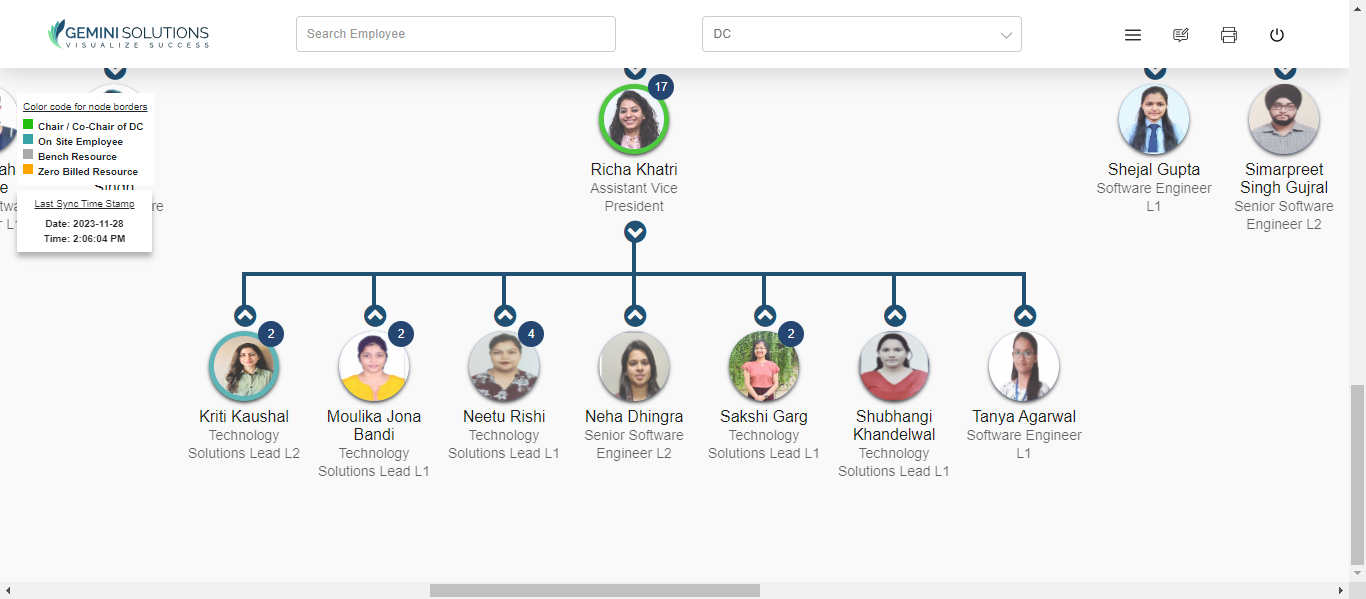 GEMINI SOLUTIONS
VISUALIZE SUCCESS
Search Employee
DC
Color code for node borders
Chair / Co-Chair of DC
On Site Employee
Bench Resource
Zero Billed Resource
Last Sync Time Stamp
Date: 2023-11-28
Time: 2:06:04 PM
ah
e
Singh
re
17
Richa Khatri
Assistant Vice
President
Shejal Gupta
Software Engineer
L1
Simarpreet
Singh Gujral
Senior Software
Engineer L2
2
Kriti Kaushal
Technology
Solutions Lead L2
2
Moulika Jona
Bandi
Technology
Solutions Lead L1
4
Neetu Rishi
Technology
Solutions Lead L1
Neha Dhingra
Senior Software
Engineer L2
2
Sakshi Garg
Technology
Solutions Lead L1
Shubhangi
Khandelwal
Technology
Solutions Lead L1
Tanya Agarwal
Software Engineer
L1